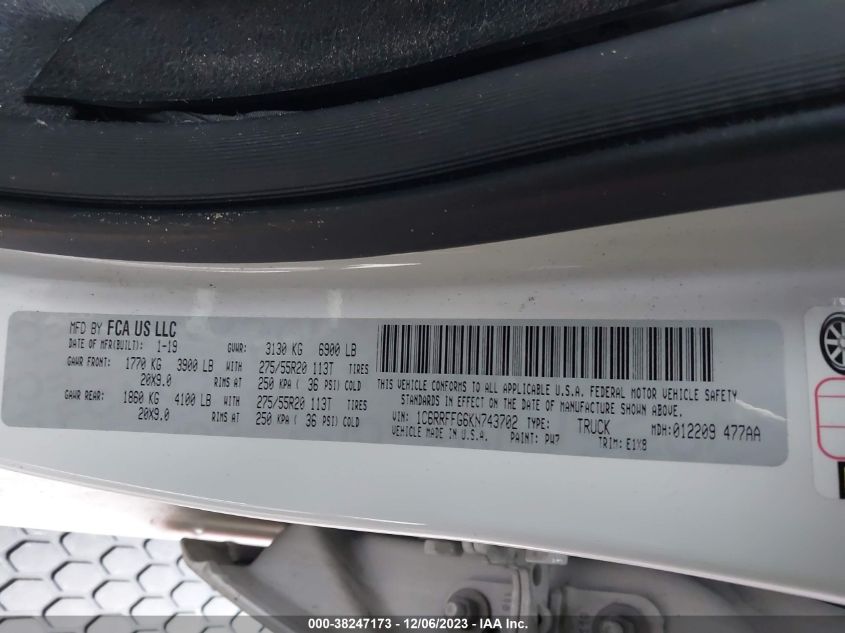 MFD BY FCA US LLC
DATE OF MFR(BUILT): 1-19 GVWR: 3130 KG 6900 LB
GAWR FRONT: 1770 KG 3900 LB WITH 275/55R20 113T TIRES
20X9.0 RIMS AT 250 KPA ( 36 PSI) COLD
GAWR REAR: 1860 KG 4100 LB WITH 275/55R20 113T TIRES
20X9.0 RIMS AT 250 KPA ( 36 PSI) COLD
THIS VEHICLE CONFORMS TO ALL APPLICABLE U.S.A. FEDERAL MOTOR VEHICLE SAFETY
STANDARDS IN EFFECT ON THE DATE OF MANUFACTURE SHOWN ABOVE.
VIN: 1C6RRFFG6KN743702 TYPE: TRUCK MDH: 012209 477AA
VEHICLE MADE IN U.S.A. PAINT: PW7 TRIM: E1X8
000-38247173 - 12/06/2023 - IAA Inc.